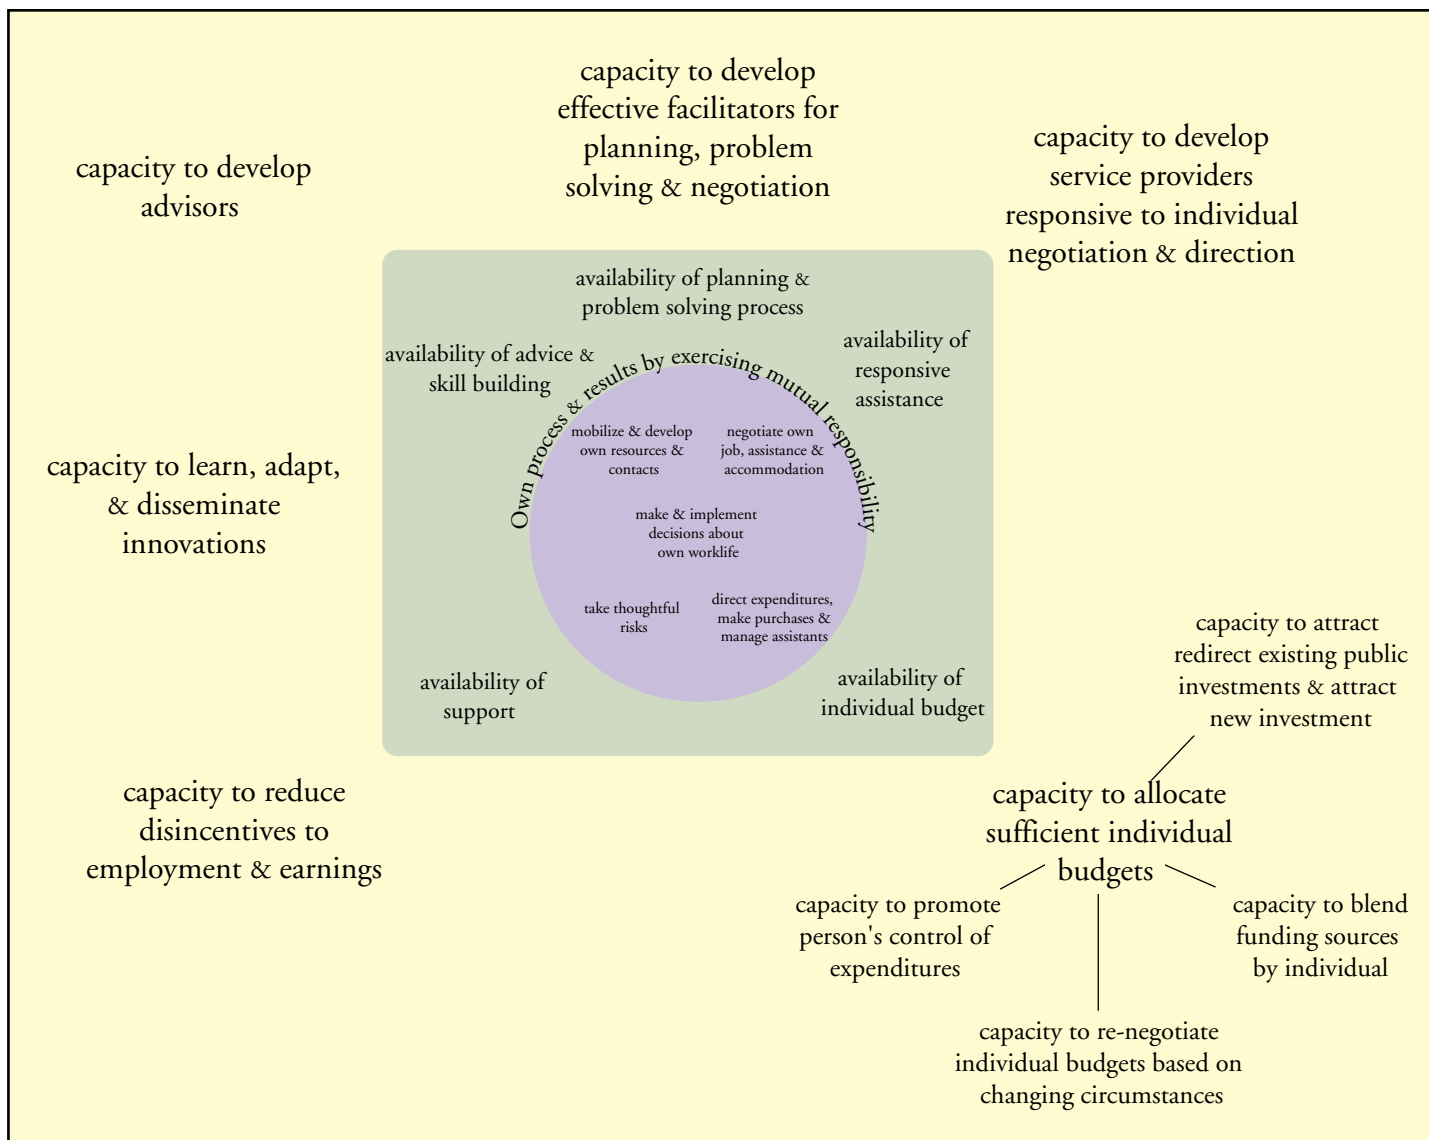 capacity to develop
effective facilitators for
planning, problem
solving & negotiation
capacity to develop
advisors
capacity to develop
service providers
responsive to individual
negotiation & direction
availability of planning &
problem solving process
availability of advice &
skill building
availability of
responsive
assistance
Own process & results by exercising mutual responsibility
mobilize & develop
own resources &
contacts
negotiate own
job, assistance &
accommodation
make & implement
decisions about
own worklife
take thoughtful
risks
direct expenditures,
make purchases &
manage assistants
availability of
support
availability of
individual budget
capacity to learn, adapt,
& disseminate
innovations
capacity to reduce
disincentives to
employment & earnings
capacity to attract
redirect existing public
investments & attract
new investment
capacity to allocate
sufficient individual
budgets
capacity to promote
person's control of
expenditures
capacity to blend
funding sources
by individual
capacity to re-negotiate
individual budgets based on
changing circumstances